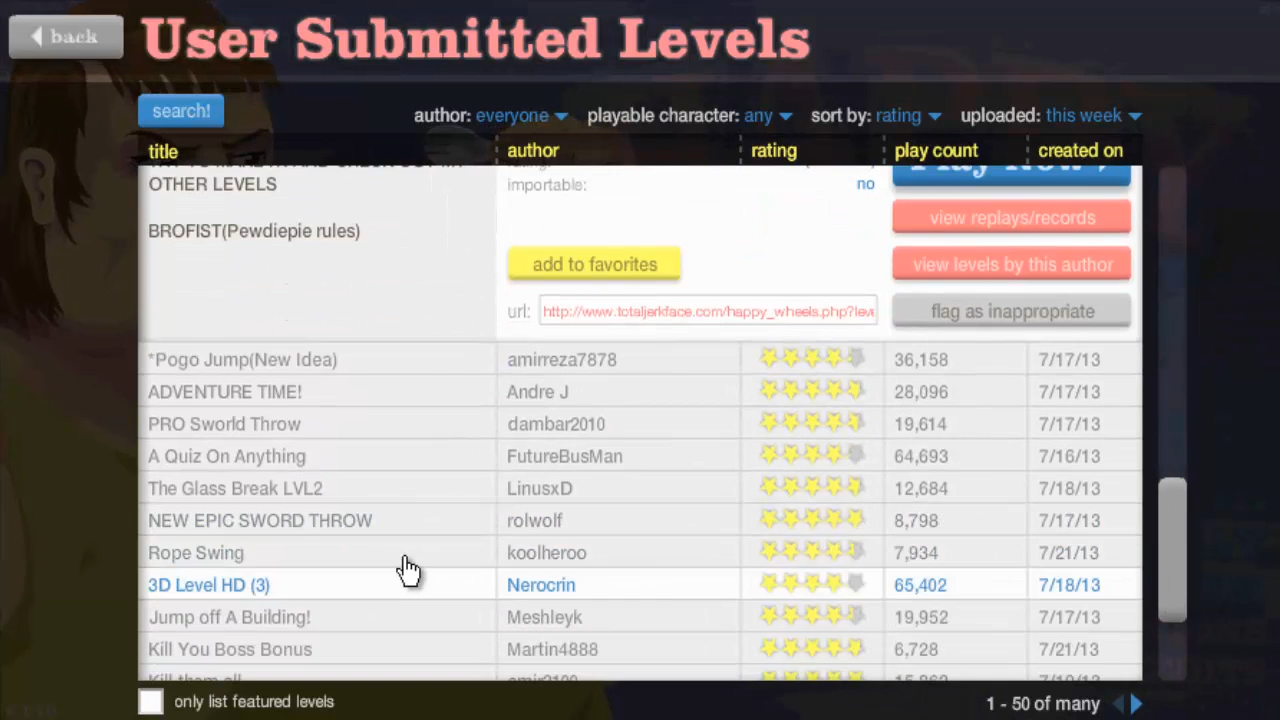 back
User Submitted Levels
search!
author: everyone playable character: any sort by: rating uploaded: this week
title author rating play count created on
OTHER LEVELS
importable: no
Play Now
BROFIST(Pewdiepie rules)
view replays/records
add to favorites
view levels by this author
url: http://www.totaljerkface.com/happy_wheels.php?leve
flag as inappropriate
*Pogo Jump(New Idea) amirreza7878 36,158 7/17/13
ADVENTURE TIME! Andre J 28,096 7/17/13
PRO Sworld Throw dambar2010 19,614 7/17/13
A Quiz On Anything FutureBusMan 64,693 7/16/13
The Glass Break LVL2 LinusxD 12,684 7/18/13
NEW EPIC SWORD THROW rolwolf 8,798 7/17/13
Rope Swing koolheroo 7,934 7/21/13
3D Level HD (3) Nerocrin 65,402 7/18/13
Jump off A Building! Meshleyk 19,952 7/17/13
Kill You Boss Bonus Martin4888 6,728 7/21/13
Kill them all
only list featured levels
1 - 50 of many